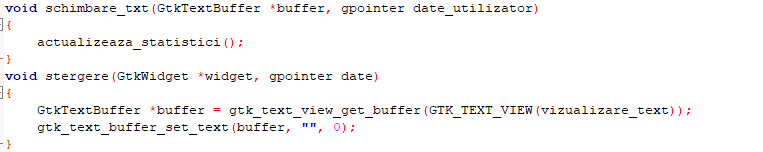 void schimbare_txt(GtkTextBuffer *buffer, gpointer date_utilizator)
{
    actualizeaza_statistici();
}
void stergere(GtkWidget *widget, gpointer date)
{
    GtkTextBuffer *buffer = gtk_text_view_get_buffer(GTK_TEXT_VIEW(vizualizare_text));
    gtk_text_buffer_set_text(buffer, "", 0);
}